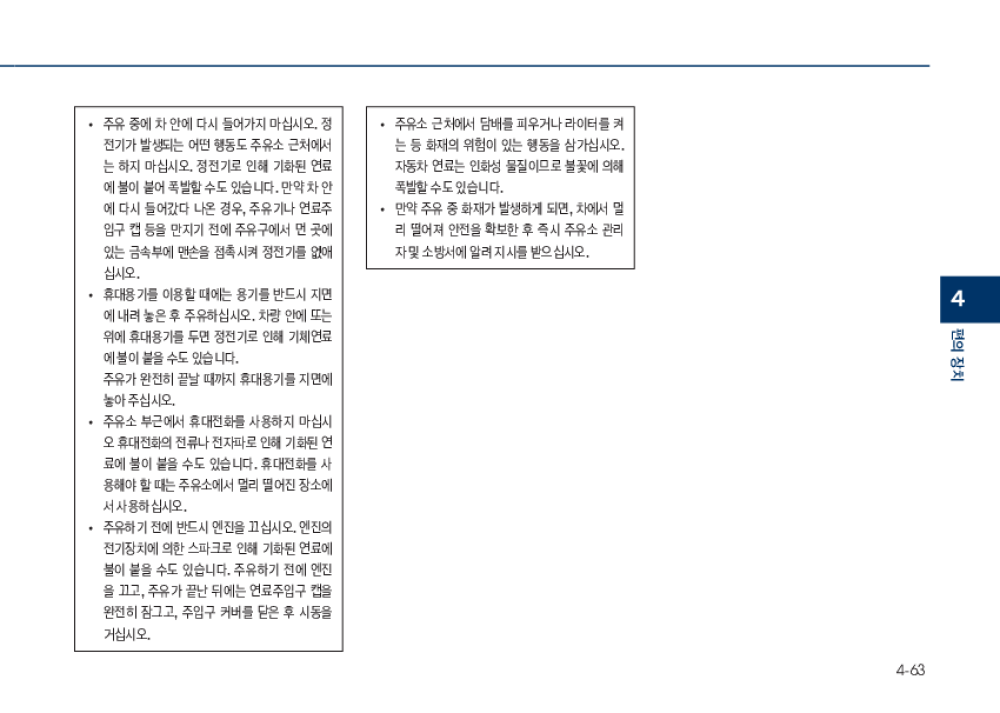 • 주유 중에 차 안에 다시 들어가지 마십시오. 정
전기가 발생되는 어떤 행동도 주유소 근처에서
는 하지 마십시오. 정전기로 인해 기화된 연료
에 불이 붙어 폭발할 수도 있습니다. 만약 차 안
에 다시 들어갔다 나온 경우, 주유기나 연료주
입구 캡 등을 만지기 전에 주유구에서 먼 곳에
있는 금속부에 맨손을 접촉시켜 정전기를 없애
십시오.
• 휴대용기를 이용할 때에는 용기를 반드시 지면
에 내려 놓은 후 주유하십시오. 차량 안에 또는
위에 휴대용기를 두면 정전기로 인해 기체연료
에 불이 붙을 수도 있습니다.
주유가 완전히 끝날 때까지 휴대용기를 지면에
놓아 주십시오.
• 주유소 부근에서 휴대전화를 사용하지 마십시
오 휴대전화의 전류나 전자파로 인해 기화된 연
료에 불이 붙을 수도 있습니다. 휴대전화를 사
용해야 할 때는 주유소에서 멀리 떨어진 장소에
서 사용하십시오.
• 주유하기 전에 반드시 엔진을 끄십시오. 엔진의
전기장치에 의한 스파크로 인해 기화된 연료에
불이 붙을 수도 있습니다. 주유하기 전에 엔진
을 끄고, 주유가 끝난 뒤에는 연료주입구 캡을
완전히 잠그고, 주입구 커버를 닫은 후 시동을
거십시오.
• 주유소 근처에서 담배를 피우거나 라이터를 켜
는 등 화재의 위험이 있는 행동을 삼가십시오.
자동차 연료는 인화성 물질이므로 불꽃에 의해
폭발할 수도 있습니다.
• 만약 주유 중 화재가 발생하게 되면, 차에서 멀
리 떨어져 안전을 확보한 후 즉시 주유소 관리
자 및 소방서에 알려 지시를 받으십시오.
4
편의 장치
4-63